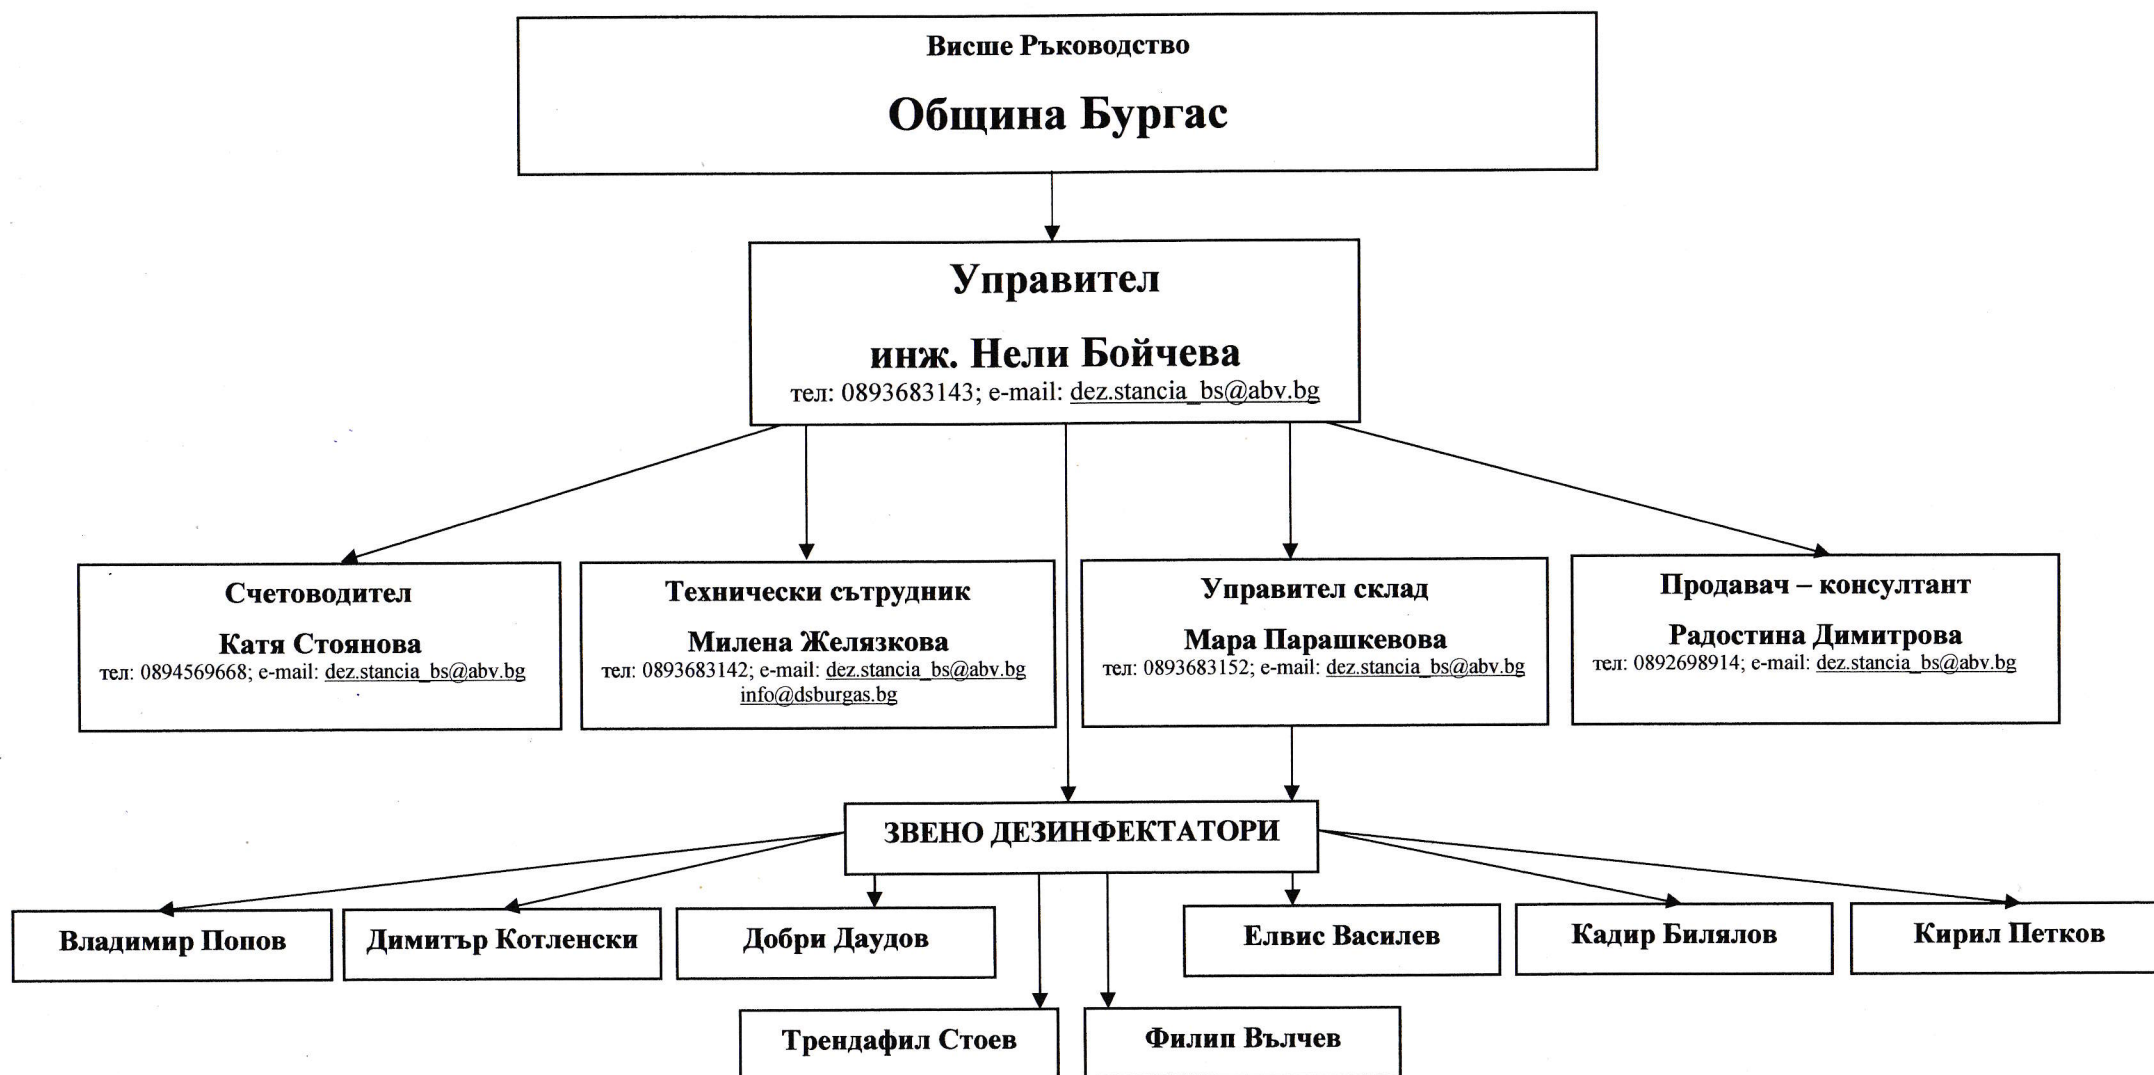 Висше Ръководство
Община Бургас
Управител
инж. Нели Бойчева
тел: 0893683143; e-mail: dez.stancia_bs@abv.bg
Счетоводител
Катя Стоянова
тел: 0894569668; e-mail: dez.stancia_bs@abv.bg
Технически сътрудник
Милена Желязкова
тел: 0893683142; e-mail: dez.stancia_bs@abv.bg
info@dsburgas.bg
Управител склад
Мара Парашкевова
тел: 0893683152; e-mail: dez.stancia_bs@abv.bg
Продавач – консултант
Радостина Димитрова
тел: 0892698914; e-mail: dez.stancia_bs@abv.bg
ЗВЕНО ДЕЗИНФЕКТАТОРИ
Владимир Попов
Димитър Котленски
Добри Даудов
Елвис Василев
Кадир Билялов
Кирил Петков
Трендафил Стоев
Филип Вълчев